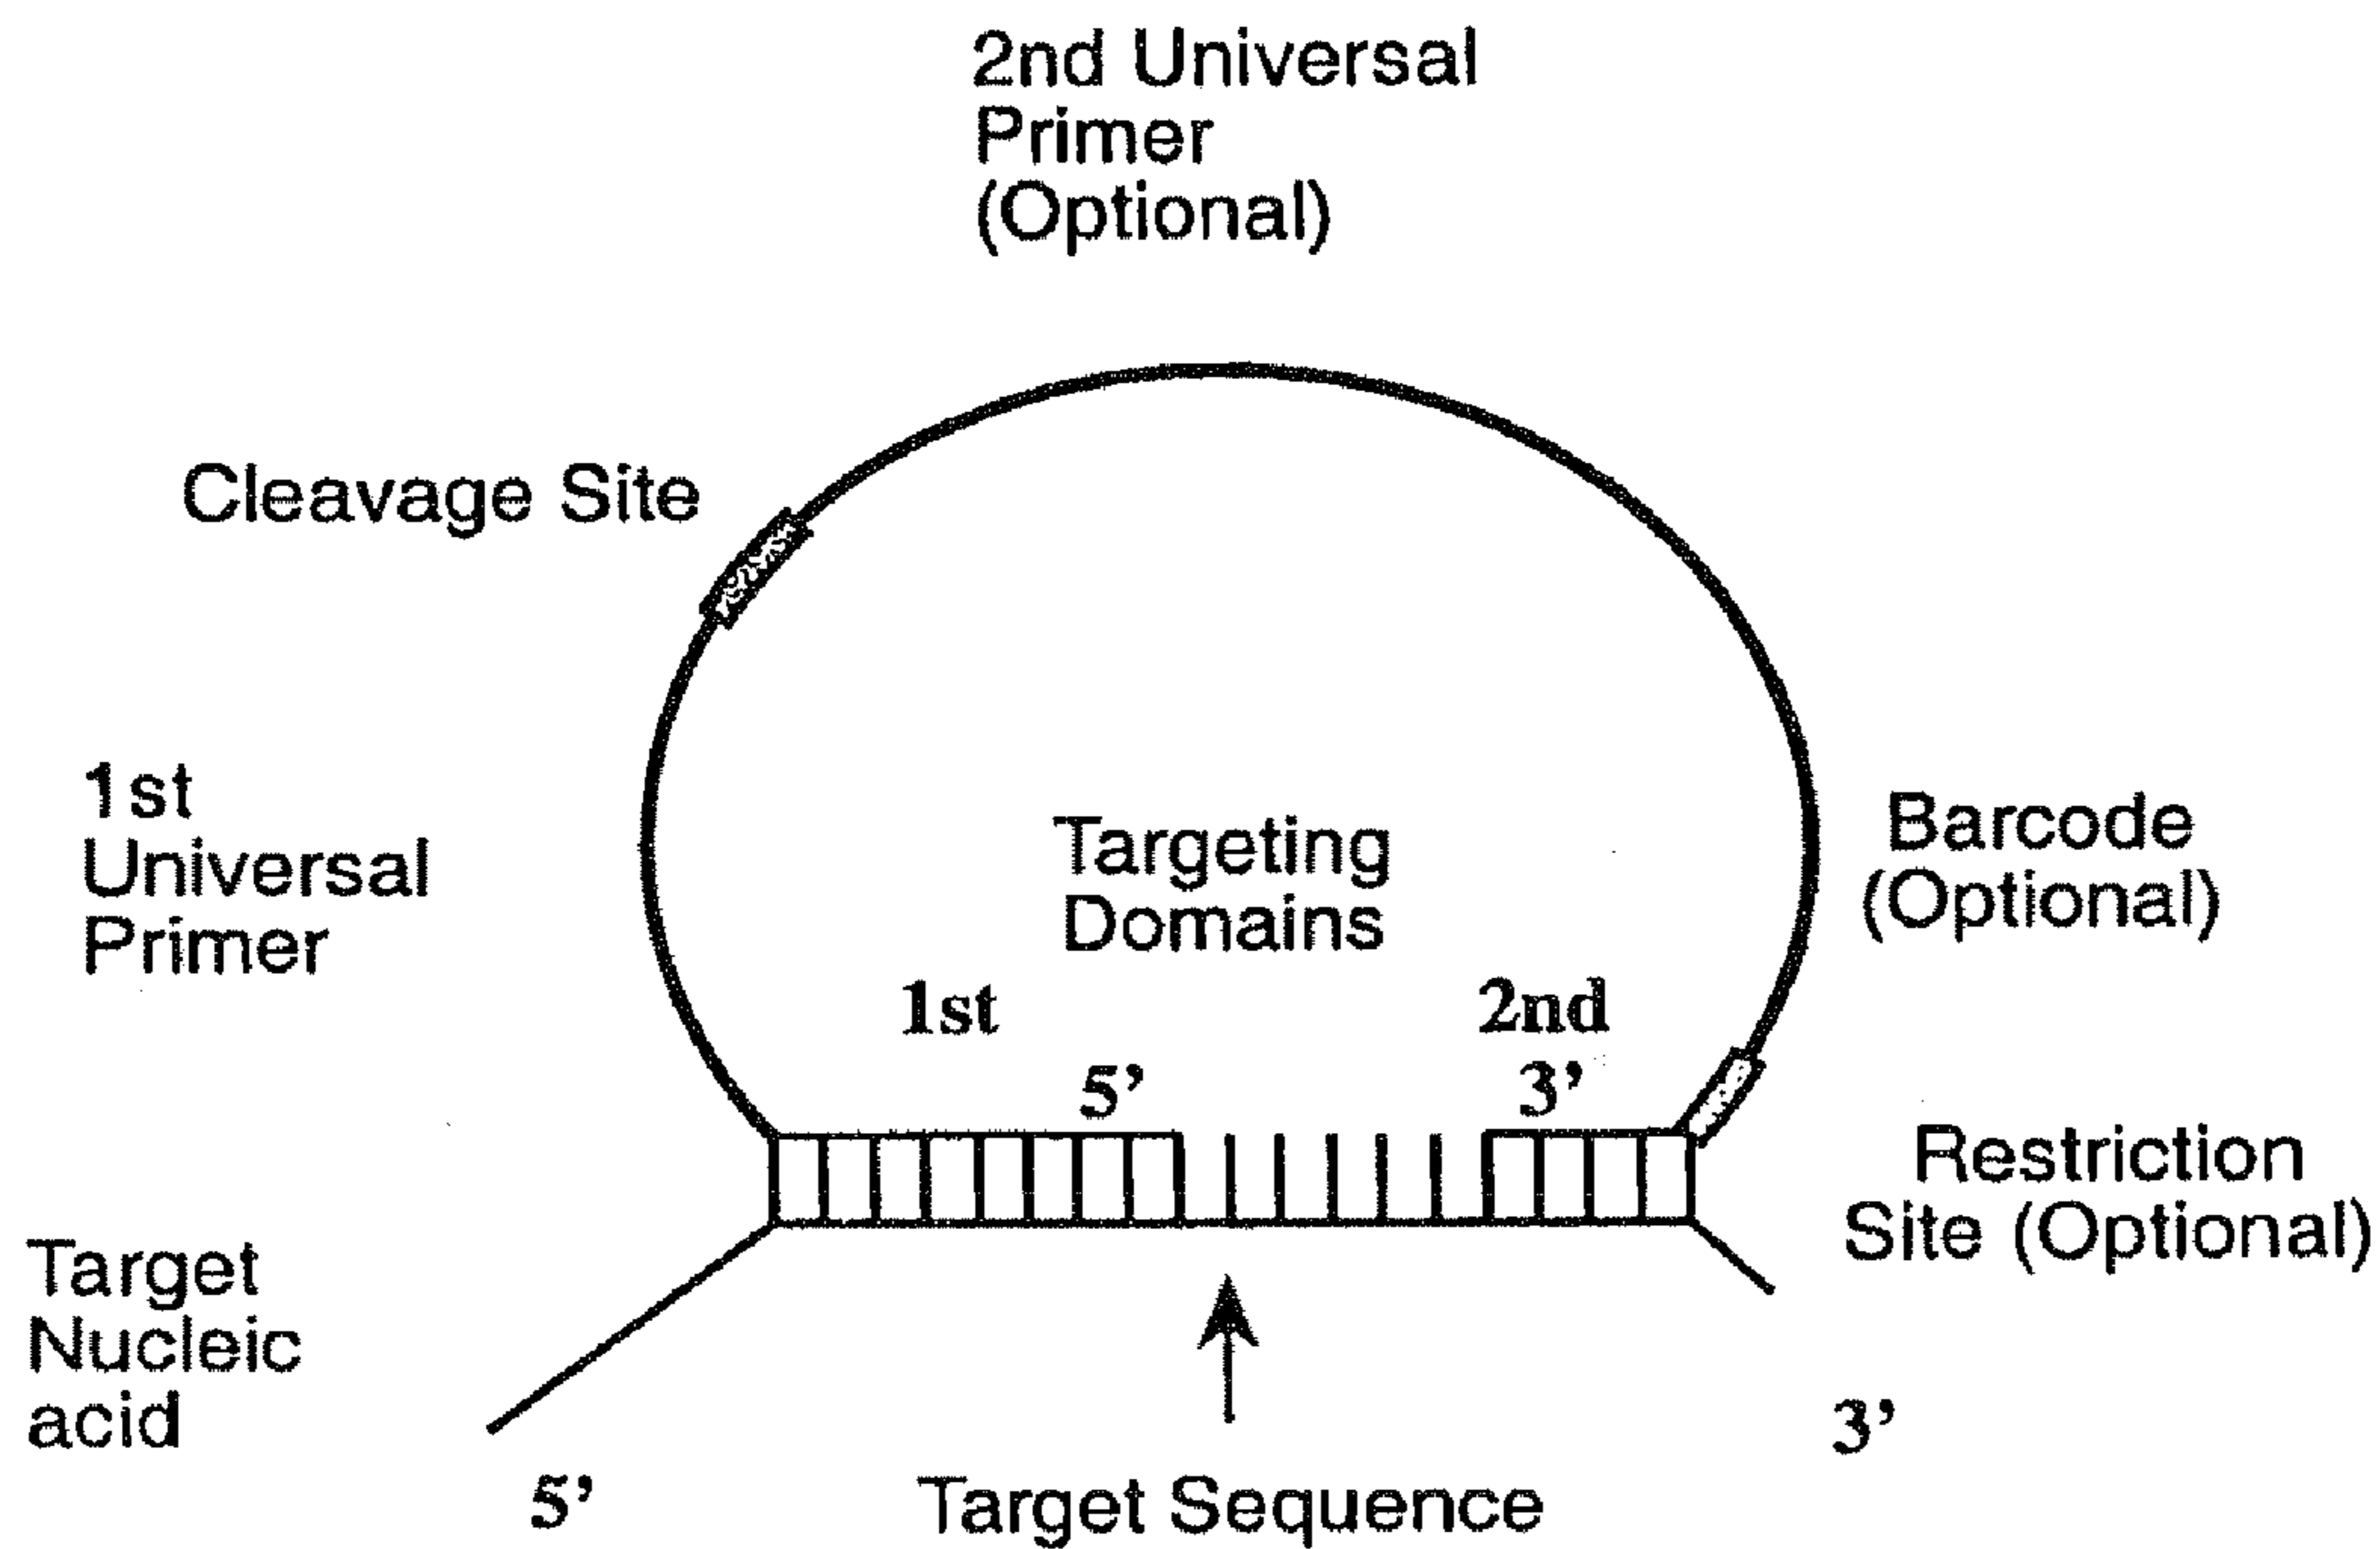 2nd Universal
Primer
(Optional)
Cleavage Site
1st
Universal
Primer
Targeting
Domains
Barcode
(Optional)
1st
2nd
5’
3’
Restriction
Site (Optional)
Target
Nucleic
acid
5’
Target Sequence
3’